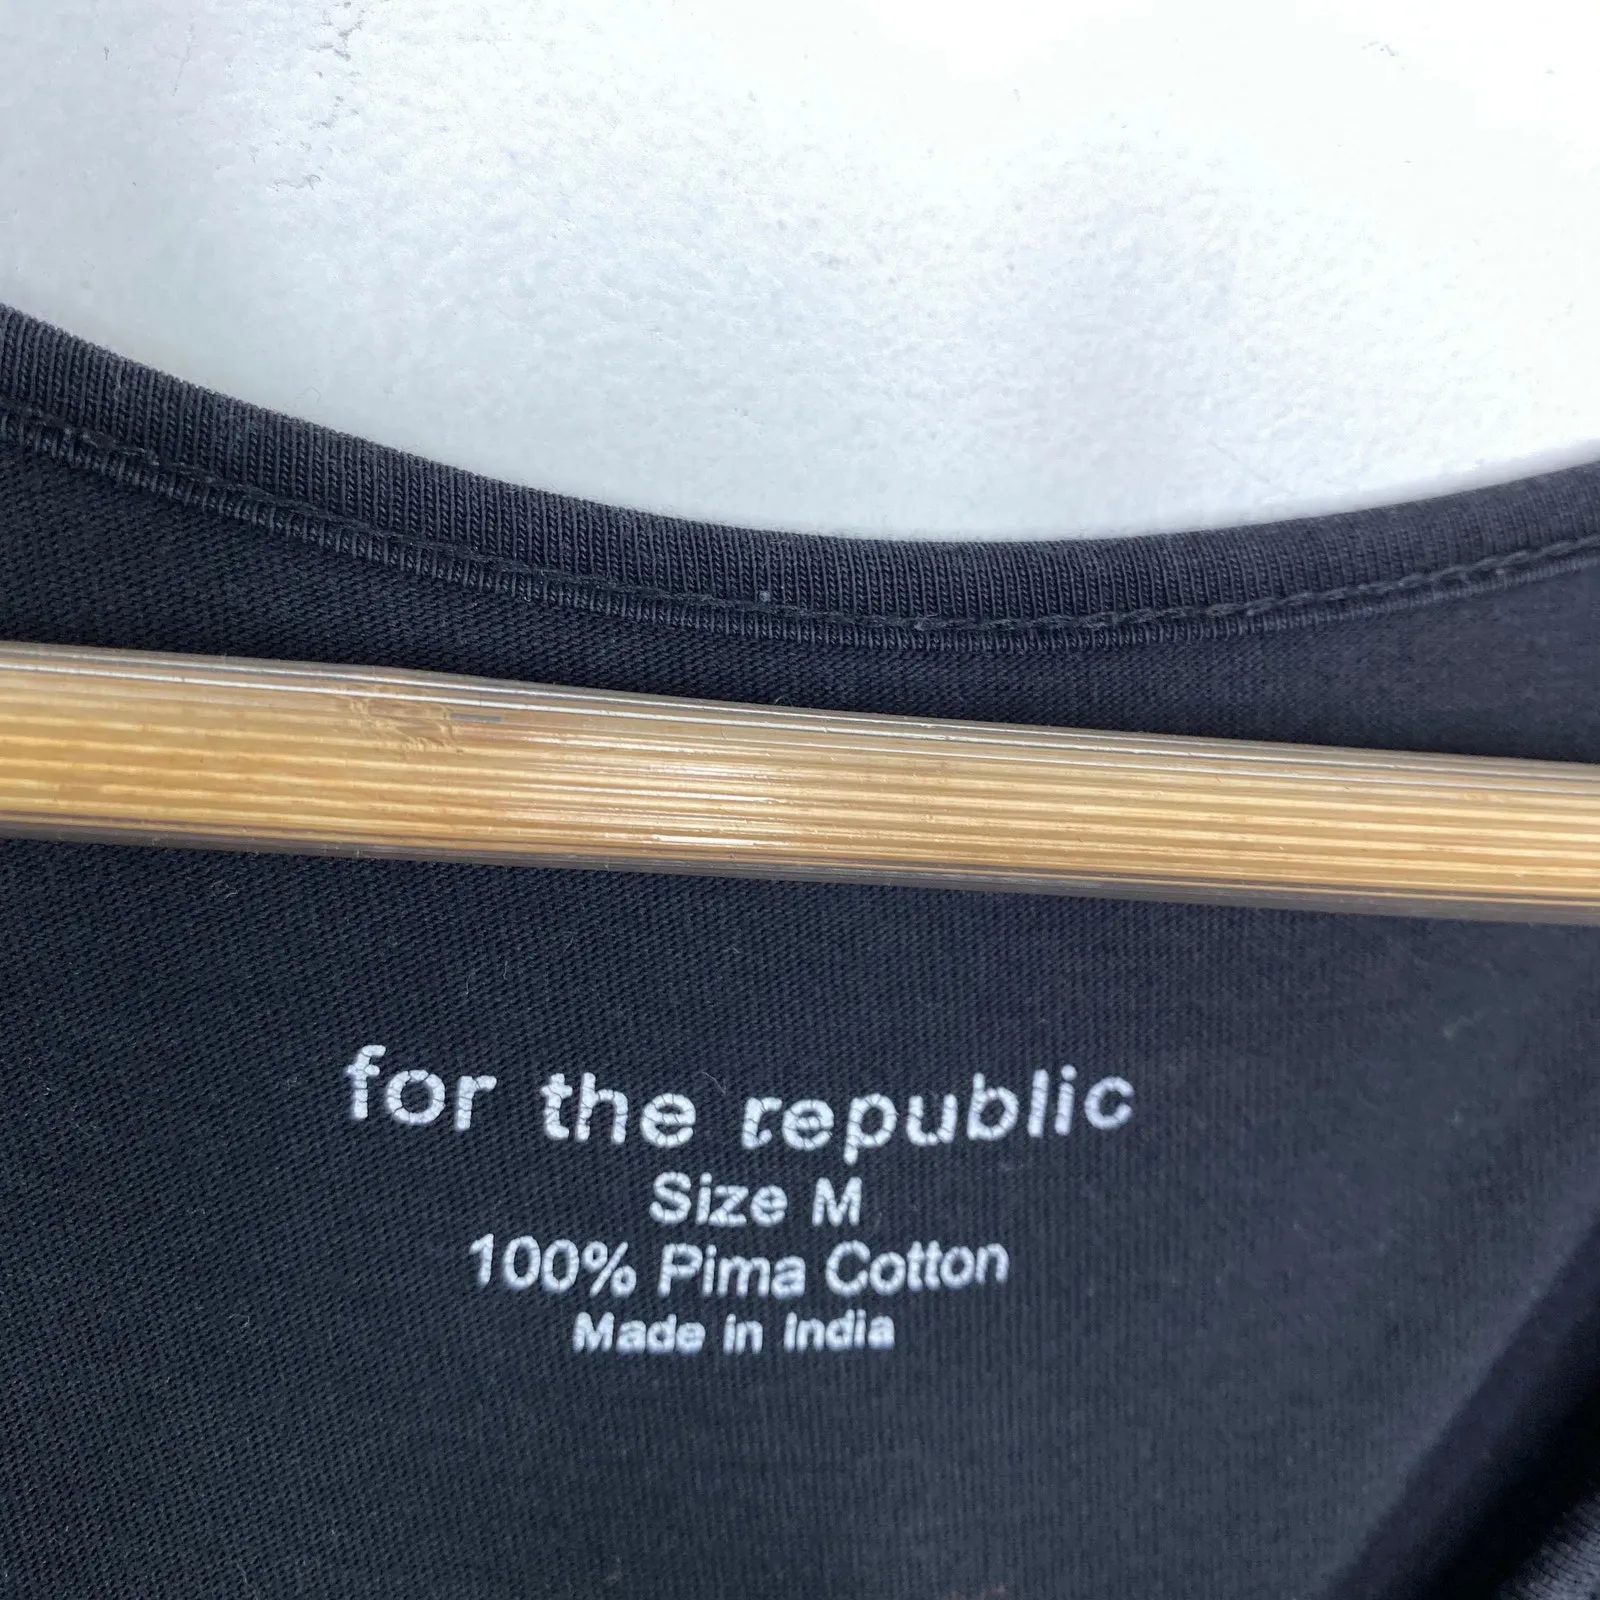 for the republic
Size M
100% Pima Cotton
Made in India